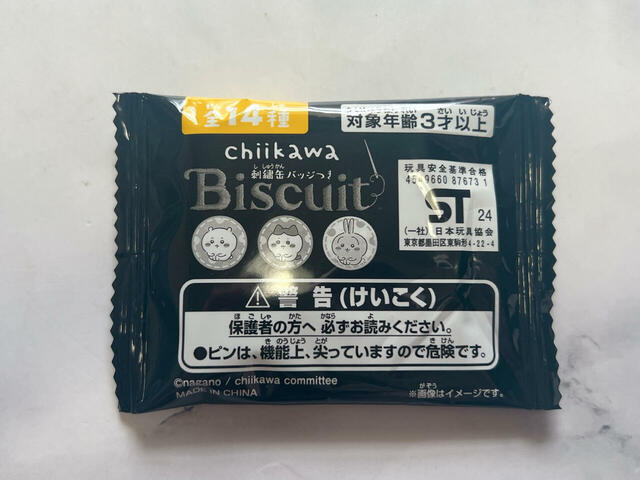 全14種
対象年齢3才以上
chiikawa
刺繍缶バッジつき
Biscuit
玩具安全基準合格
ST 24
(一社)日本玩具協会
東京都墨田区東駒形4-22-4
⚠警告(けいこく)
保護者の方へ必ずお読みください。
●ピンは、機能上、尖っていますので危険です。
©nagano / chiikawa committee
MADE IN CHINA
※画像はイメージです。